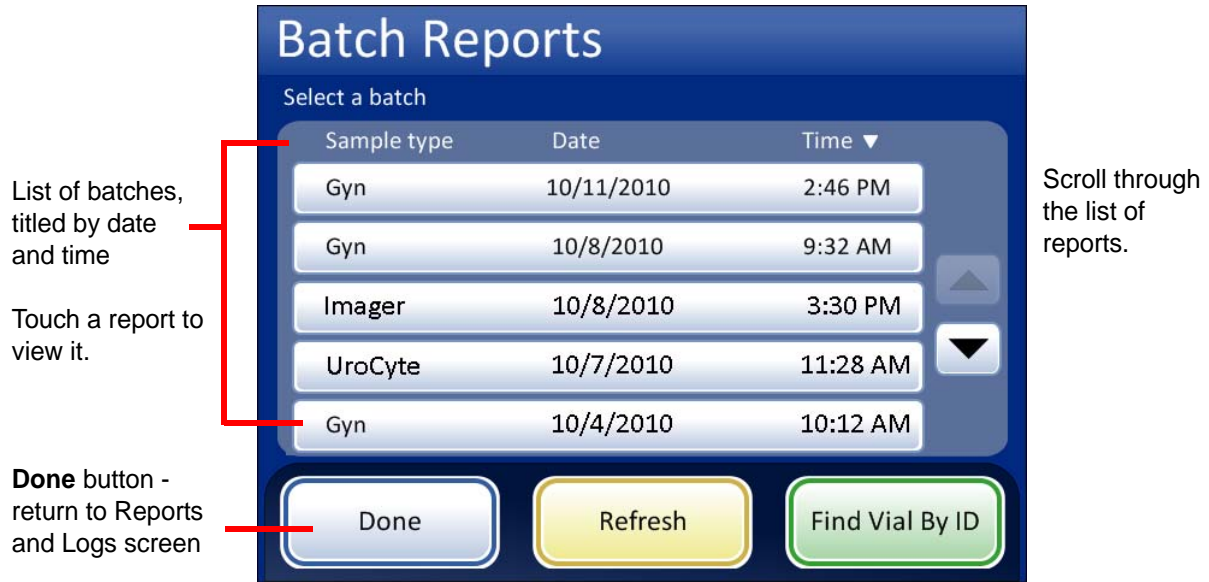 Batch Reports
Select a batch
Sample type Date Time ▼
Gyn 10/11/2010 2:46 PM
Gyn 10/8/2010 9:32 AM
Imager 10/8/2010 3:30 PM
UroCyte 10/7/2010 11:28 AM
Gyn 10/4/2010 10:12 AM
Done Refresh Find Vial By ID
List of batches,
titled by date
and time
Touch a report to
view it.
Done button -
return to Reports
and Logs screen
Scroll through
the list of
reports.